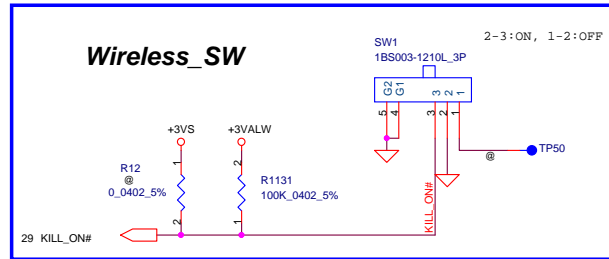 Wireless_SW
SW1
1BS003-1210L_3P
2-3:ON, 1-2:OFF
G2
G1
3
2
1
5
4
3
2
1
+3VS
+3VALW
@
TP50
1
2
R12
@
0_0402_5%
R1131
100K_0402_5%
2
1
KILL_ON#
29 KILL_ON#